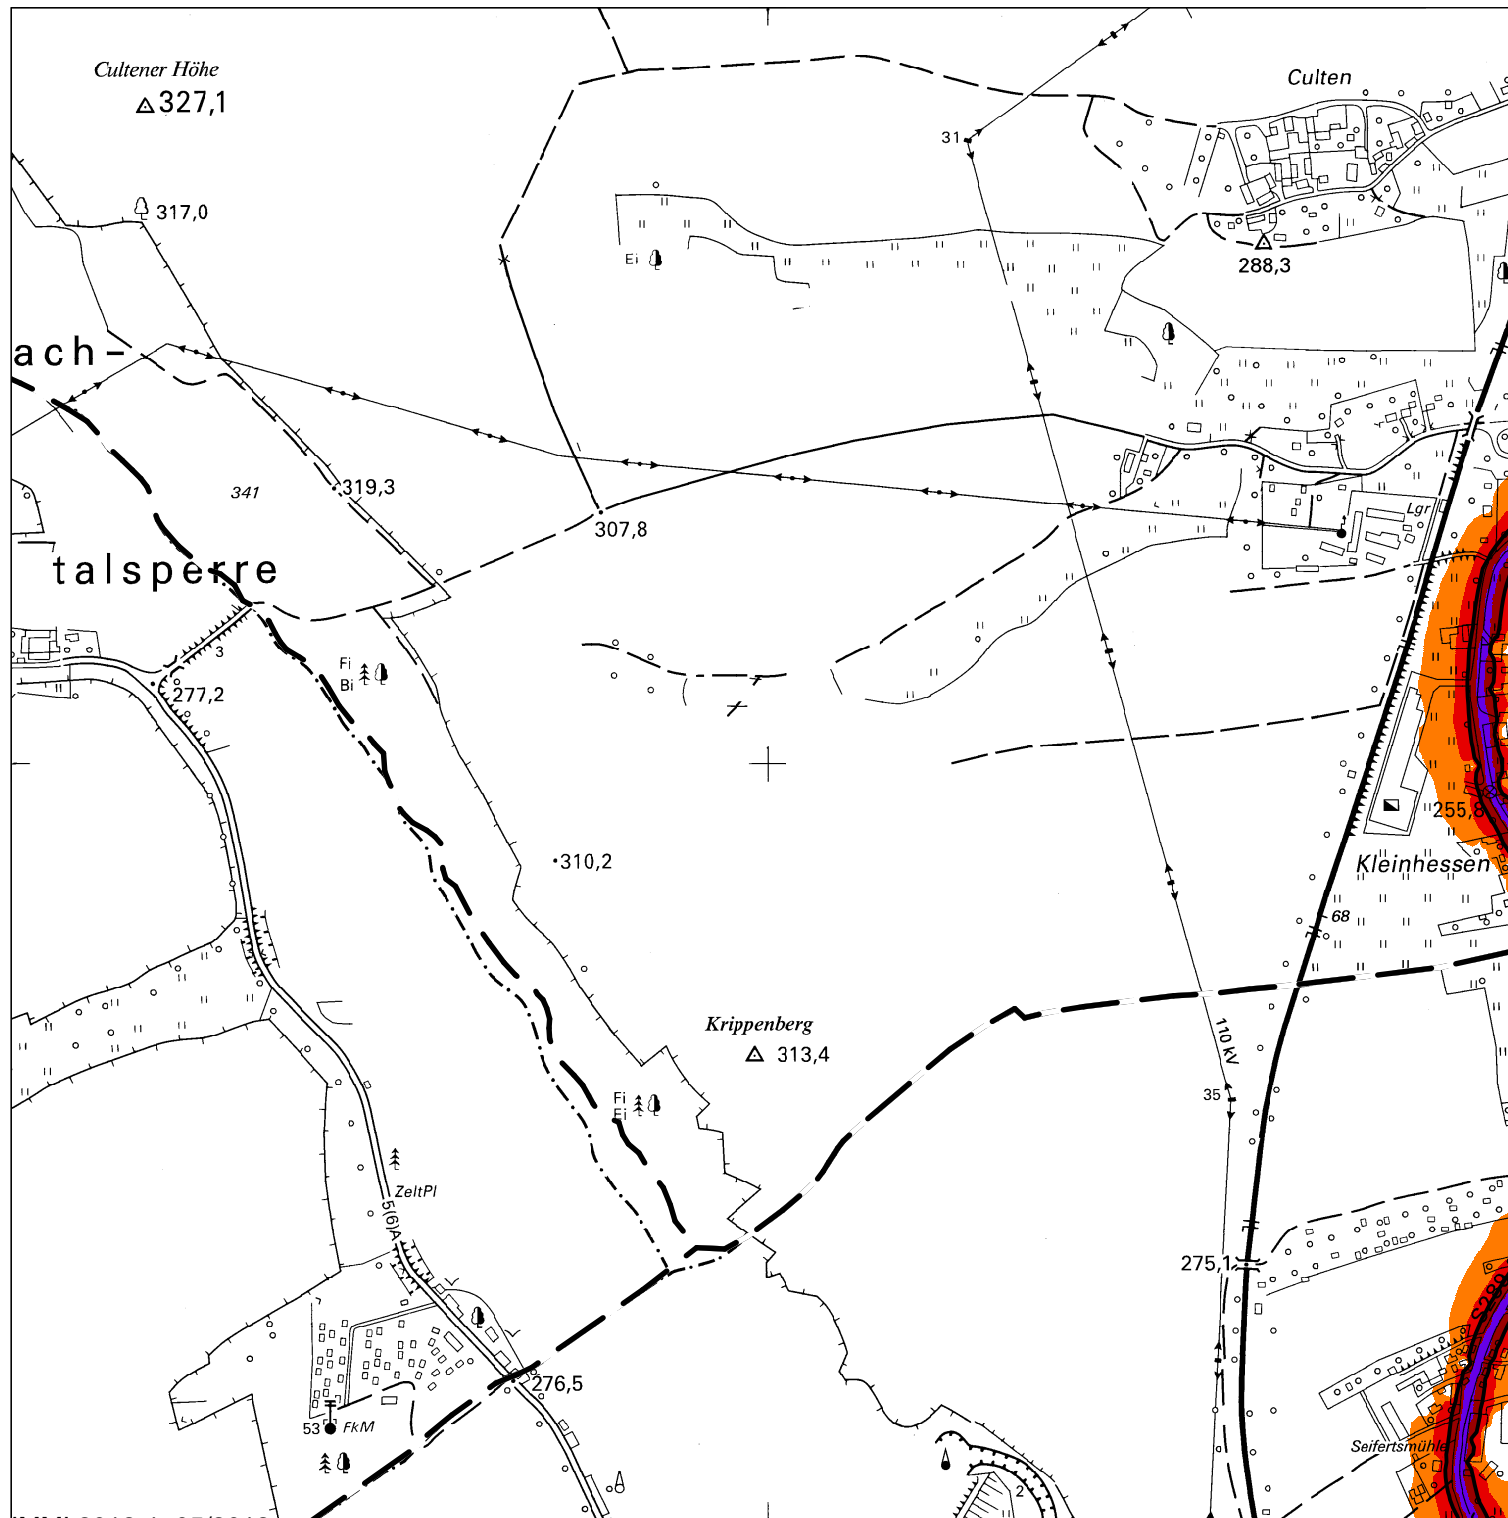 Cultener Höhe
327,1
Culten
31
317,0
Ei
288,3
ach-
341
319,3
307,8
Lgr
talsperre
3
Fi
Bi
277,2
255,8
310,2
Kleinhessen
68
Krippenberg
313,4
110 kV
35
Fi
Ei
ZeltPl
5(6)A
275,1
S289
276,5
53
FkM
Seifertsmühle
2